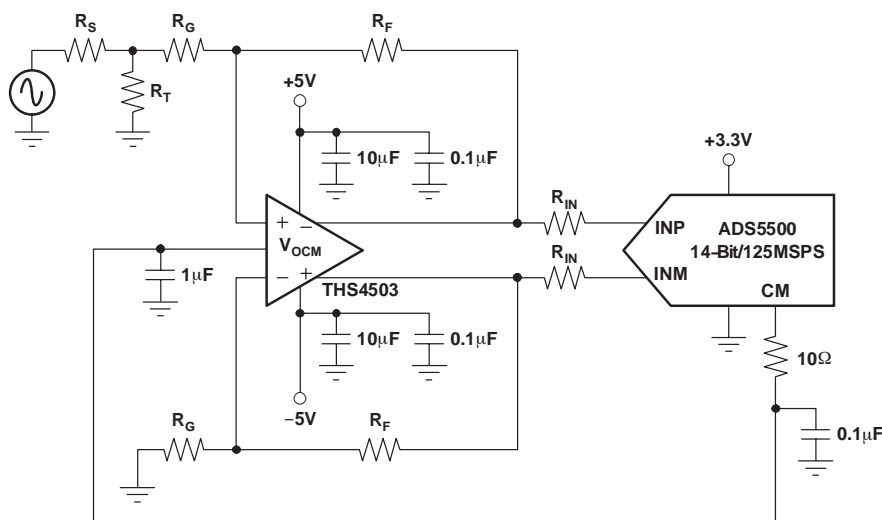 R_S
R_G
R_F
R_T
+5V
10µF
0.1µF
+3.3V
R_IN
INP
ADS5500
14−Bit/125MSPS
+ −
V_OCM
1µF
R_IN
INM
− +
THS4503
CM
10µF
0.1µF
10Ω
−5V
R_G
R_F
0.1µF